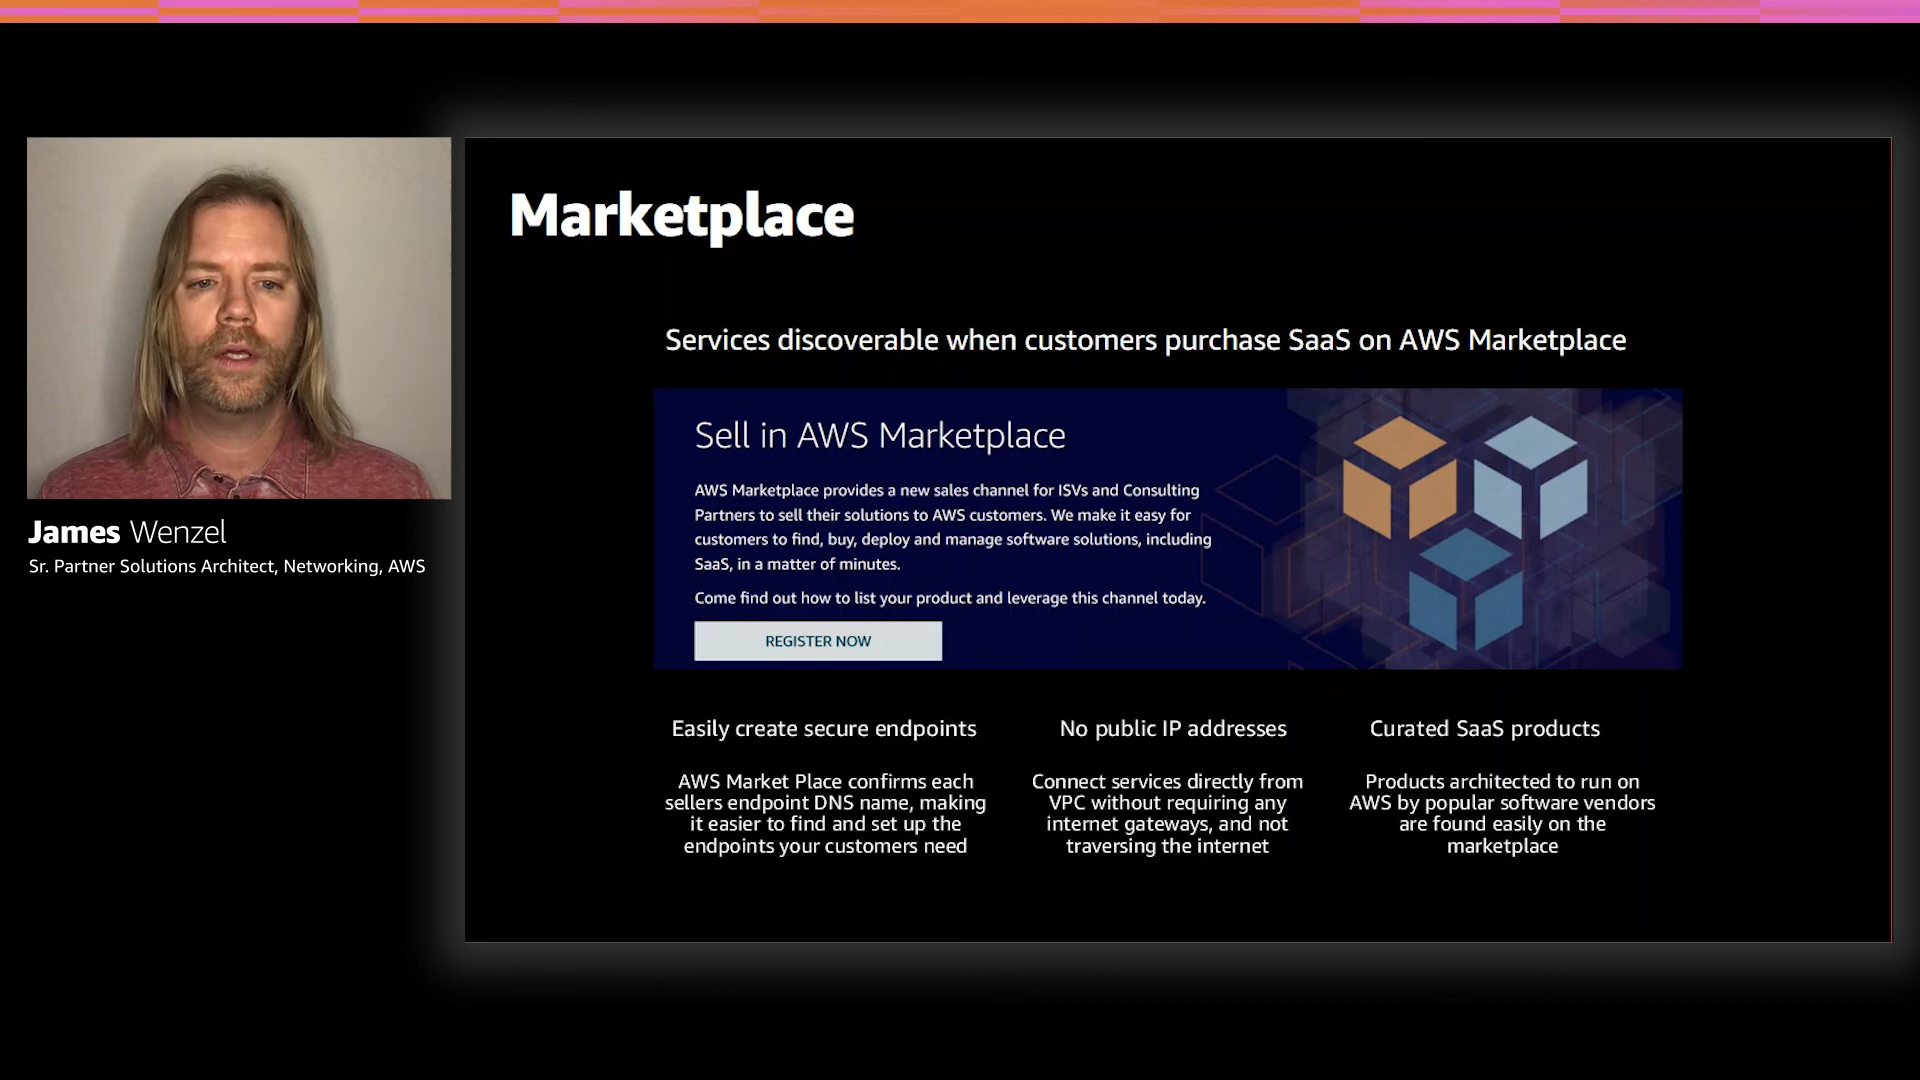 James Wenzel
Sr. Partner Solutions Architect, Networking, AWS
Marketplace
Services discoverable when customers purchase SaaS on AWS Marketplace
Sell in AWS Marketplace
AWS Marketplace provides a new sales channel for ISVs and Consulting
Partners to sell their solutions to AWS customers. We make it easy for
customers to find, buy, deploy and manage software solutions, including
SaaS, in a matter of minutes.
Come find out how to list your product and leverage this channel today.
REGISTER NOW
Easily create secure endpoints
AWS Market Place confirms each
sellers endpoint DNS name, making
it easier to find and set up the
endpoints your customers need
No public IP addresses
Connect services directly from
VPC without requiring any
internet gateways, and not
traversing the internet
Curated SaaS products
Products architected to run on
AWS by popular software vendors
are found easily on the
marketplace